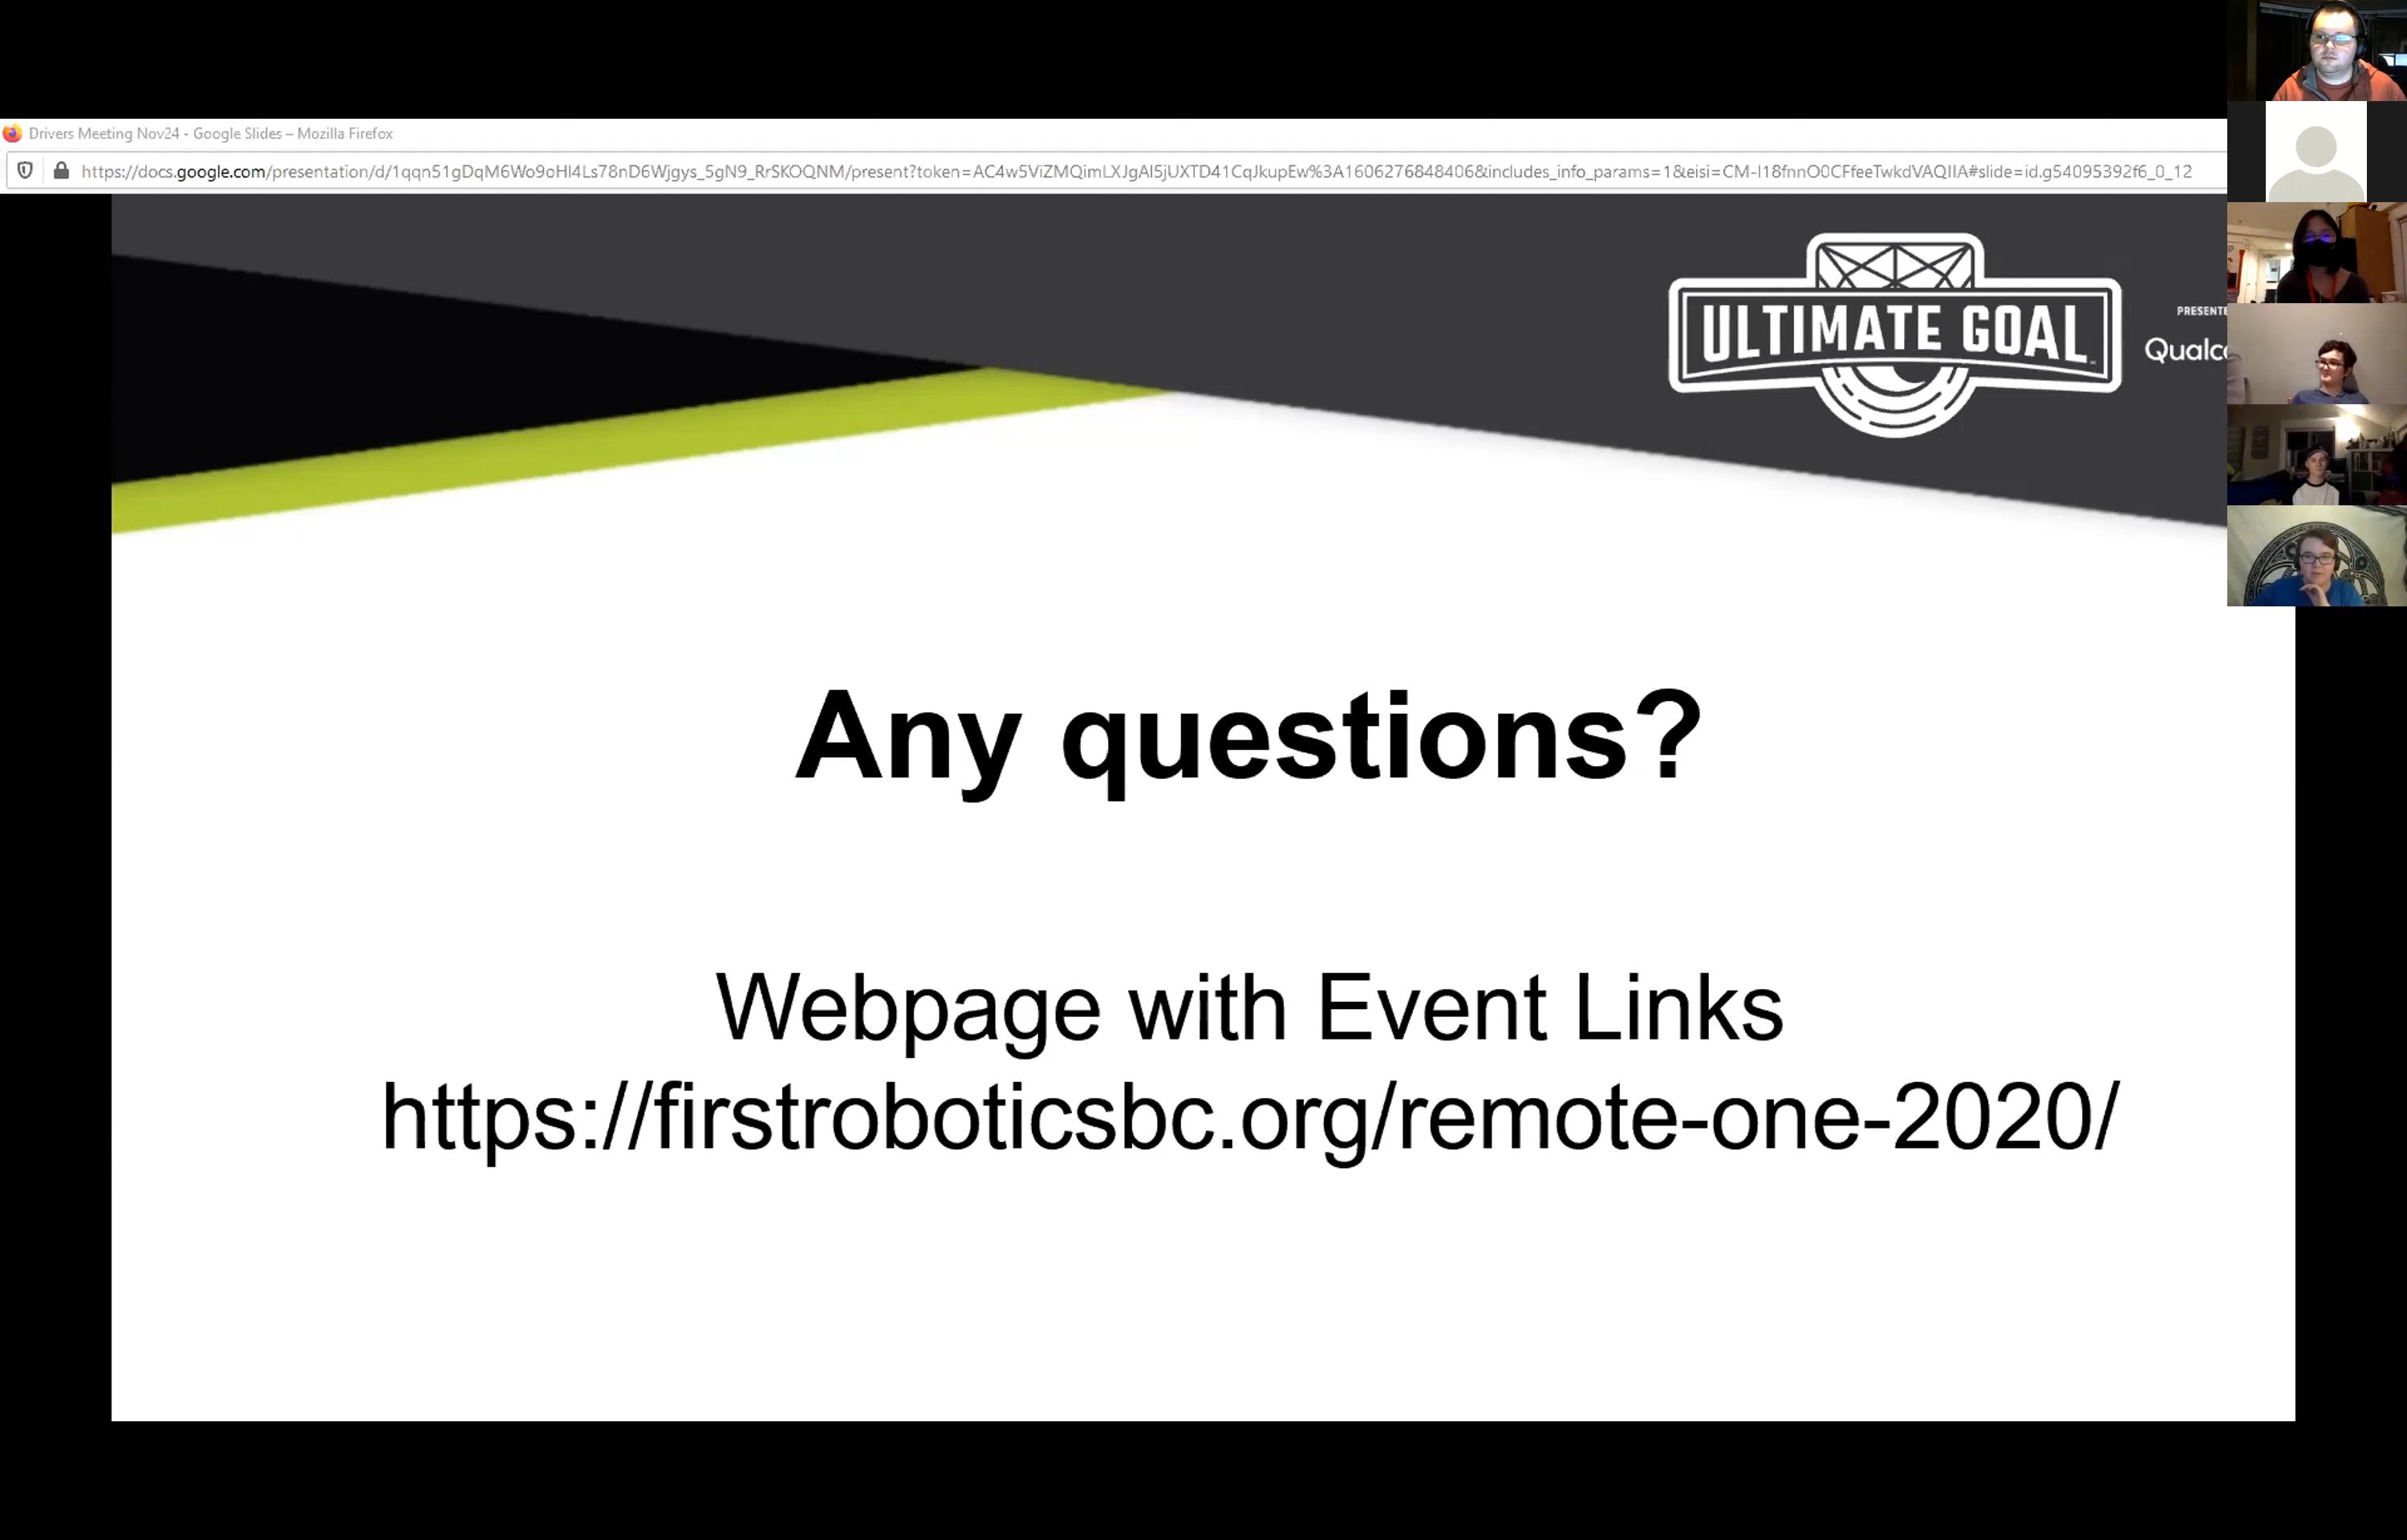 Drivers Meeting Nov24 - Google Slides – Mozilla Firefox
https://docs.google.com/presentation/d/1qqn51gDqM6Wo9oHI4Ls78nD6Wjgys_5gN9_RrSKOQNM/present?token=AC4w5ViZMQimLXJgAI5jUXTD41CqJkupEw%3A1606276848406&includes_info_params=1&eisi=CM-I18fnnO0CFfeeTwkdVAQIIA#slide=id.g54095392f6_0_12
ULTIMATE GOAL
PRESENTE
Qualc
Any questions?
Webpage with Event Links
https://firstroboticsbc.org/remote-one-2020/